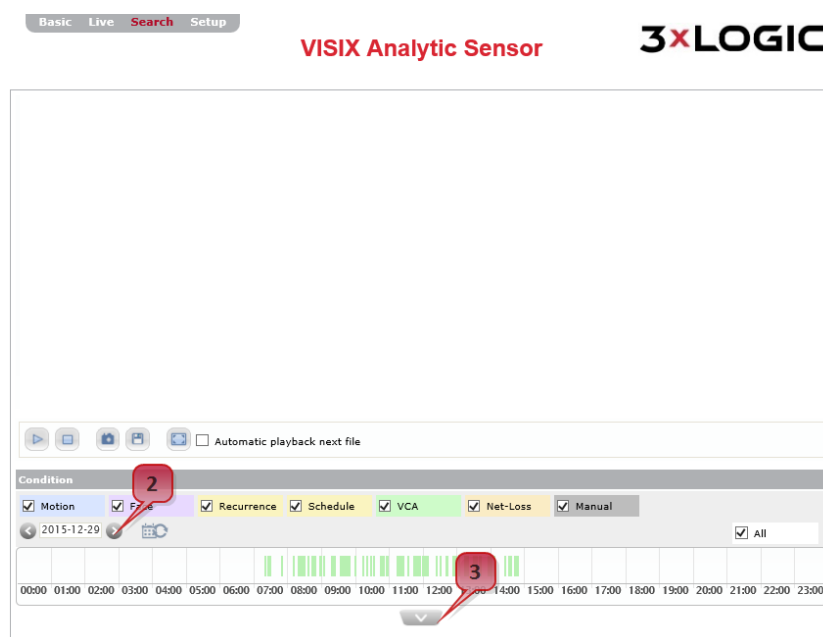 Basic Live Search Setup
VISIX Analytic Sensor
3xLOGIC
Automatic playback next file
Condition
2
Motion
Recurrence
Schedule
VCA
Net-Loss
Manual
2015-12-29
All
3
00:00 01:00 02:00 03:00 04:00 05:00 06:00 07:00 08:00 09:00 10:00 11:00 12:00 14:00 15:00 16:00 17:00 18:00 19:00 20:00 21:00 22:00 23:00